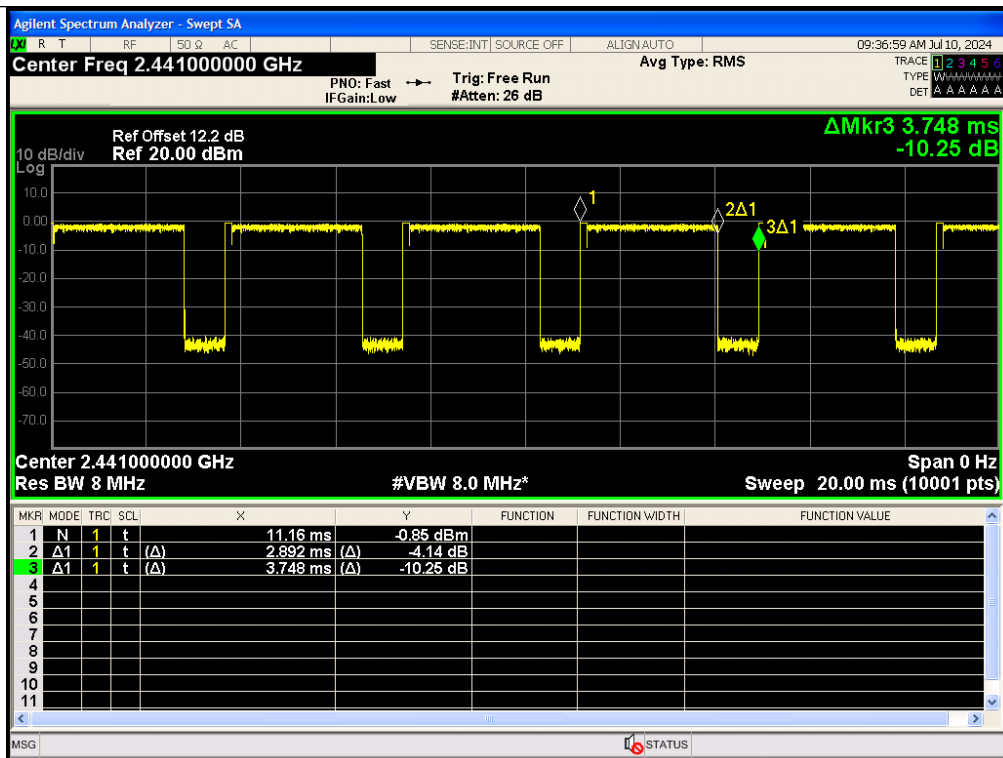 Agilent Spectrum Analyzer - Swept SA
LXI R T RF 50 Ω AC SENSE:INT SOURCE OFF ALIGN AUTO 09:36:59 AM Jul 10, 2024
Center Freq 2.441000000 GHz
PNO: Fast
IFGain:Low
Trig: Free Run
#Atten: 26 dB
Avg Type: RMS
TRACE 1 2 3 4 5 6
TYPE
DET A A A A A A
ΔMkr3 3.748 ms
-10.25 dB
Ref Offset 12.2 dB
10 dB/div Ref 20.00 dBm
Log
10.0
0.00
-10.0
-20.0
-30.0
-40.0
-50.0
-60.0
-70.0
1
2Δ1
3Δ1
Center 2.441000000 GHz Span 0 Hz
Res BW 8 MHz #VBW 8.0 MHz* Sweep 20.00 ms (10001 pts)
MKR MODE TRC SCL X Y FUNCTION FUNCTION WIDTH FUNCTION VALUE
1 N 1 t 11.16 ms -0.85 dBm
2 Δ1 1 t (Δ) 2.892 ms (Δ) -4.14 dB
3 Δ1 1 t (Δ) 3.748 ms (Δ) -10.25 dB
4
5
6
7
8
9
10
11
MSG STATUS